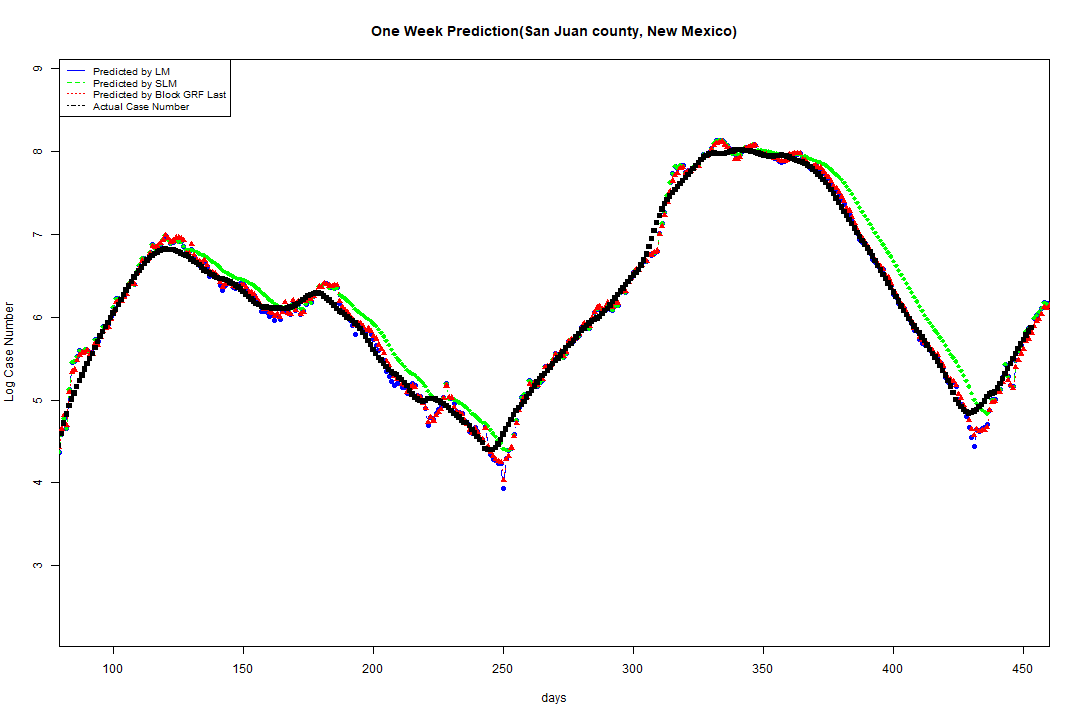 One Week Prediction(San Juan county, New Mexico)
Predicted by LM
Predicted by SLM
Predicted by Block GRF Last
Actual Case Number
9
8
7
6
5
4
3
Log Case Number
100 150 200 250 300 350 400 450
days